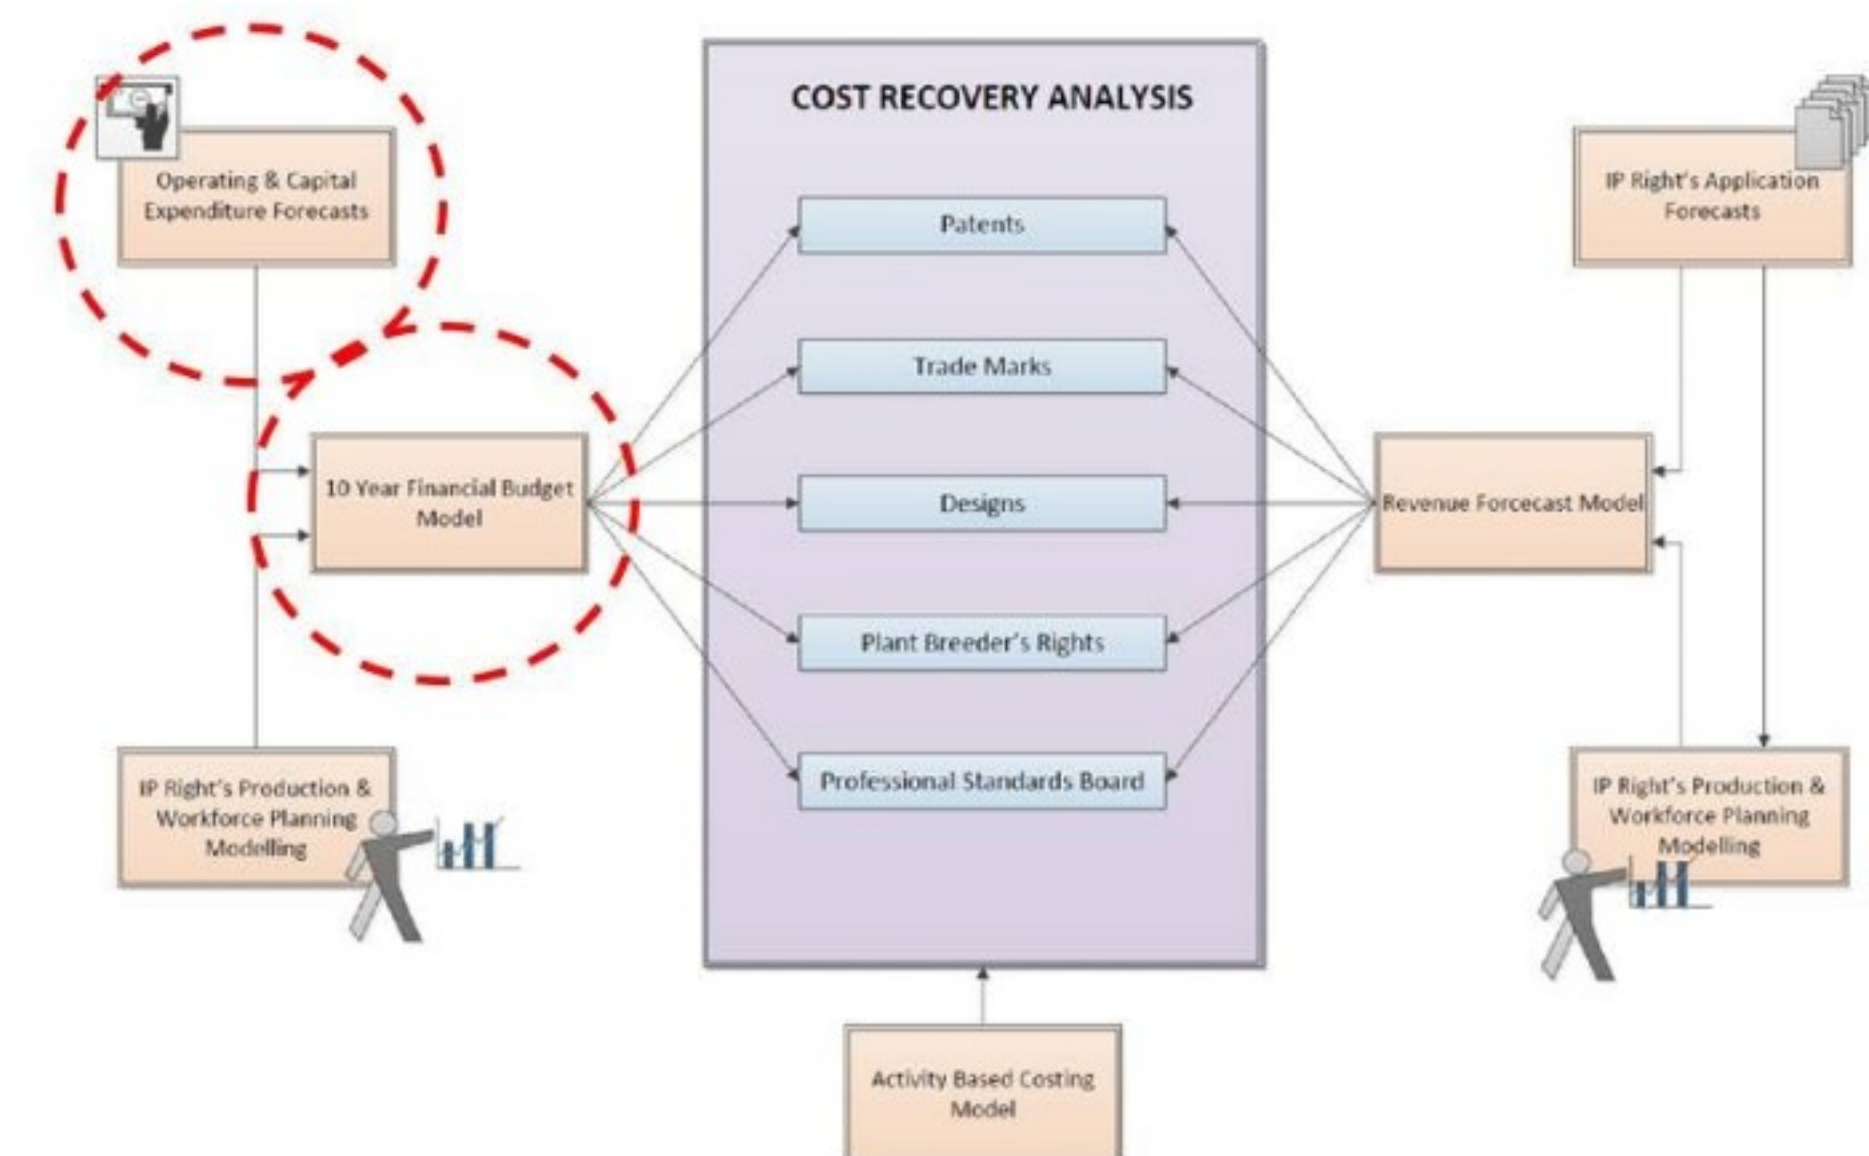 COST RECOVERY ANALYSIS
Operating & Capital
Expenditure Forecasts
IP Right's Application
Forecasts
Patents
Trade Marks
10 Year Financial Budget
Model
Designs
Revenue Forcecast Model
Plant Breeder's Rights
Professional Standards Board
IP Right's Production &
Workforce Planning
Modelling
IP Right's Production &
Workforce Planning
Modelling
Activity Based Costing
Model